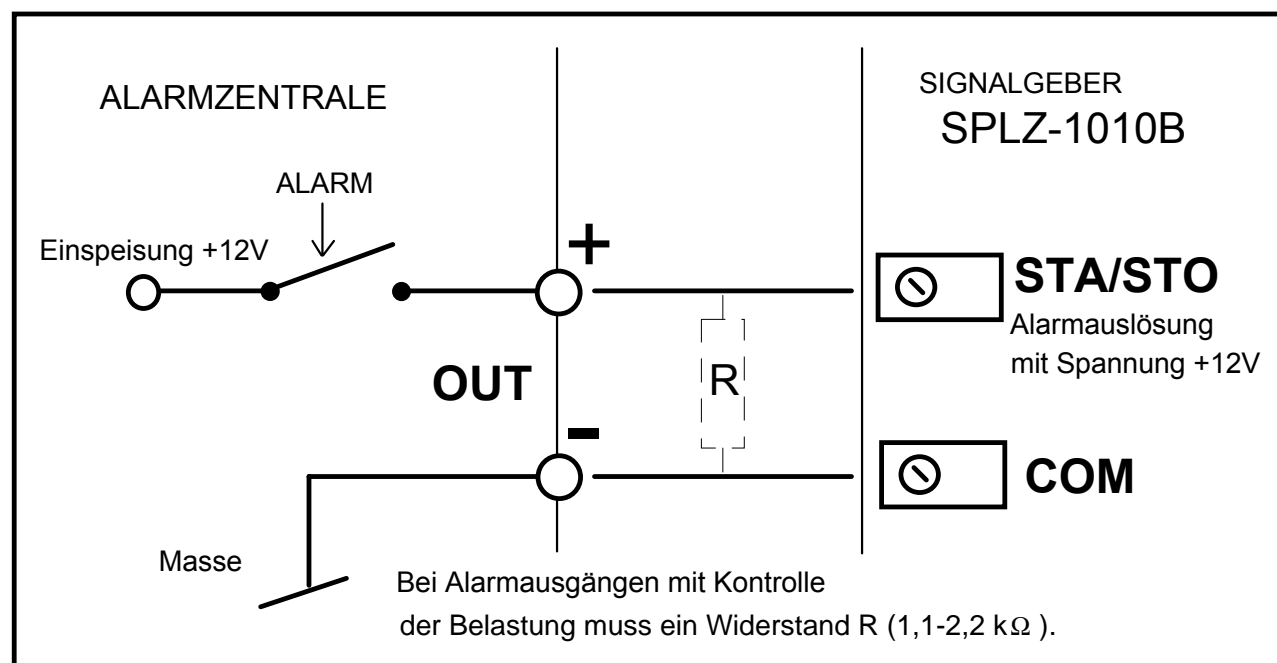 ALARMZENTRALE
SIGNALGEBER
SPLZ-1010B
ALARM
Einspeisung +12V
+
STA/STO
Alarmauslösung
mit Spannung +12V
OUT
R
-
COM
Masse
Bei Alarmausgängen mit Kontrolle
der Belastung muss ein Widerstand R (1,1-2,2 kΩ ).